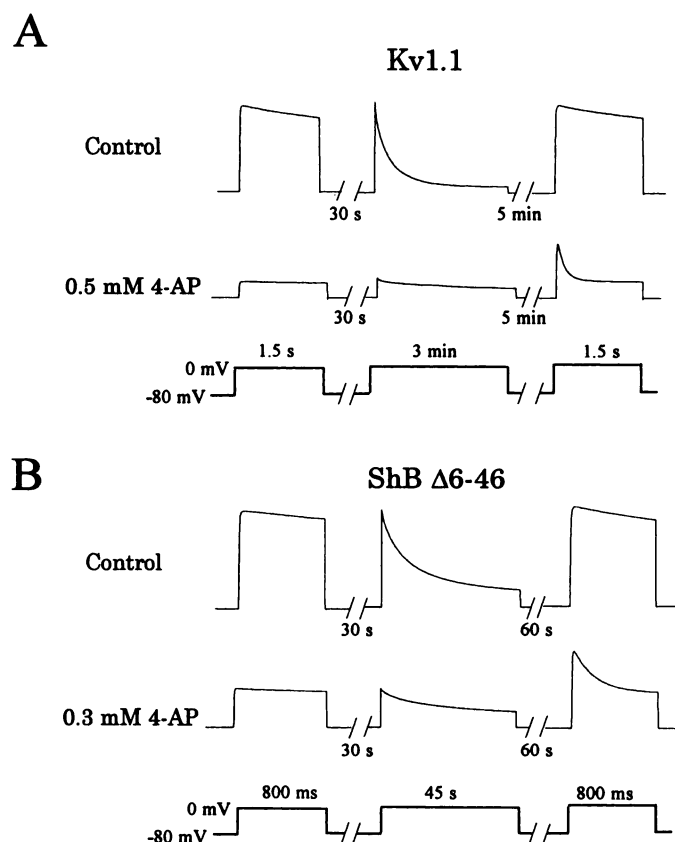 A
Kv1.1
Control
30 s
5 min
0.5 mM 4-AP
30 s
5 min
1.5 s
3 min
1.5 s
0 mV
-80 mV
B
ShB Δ6-46
Control
30 s
60 s
0.3 mM 4-AP
30 s
60 s
800 ms
45 s
800 ms
0 mV
-80 mV